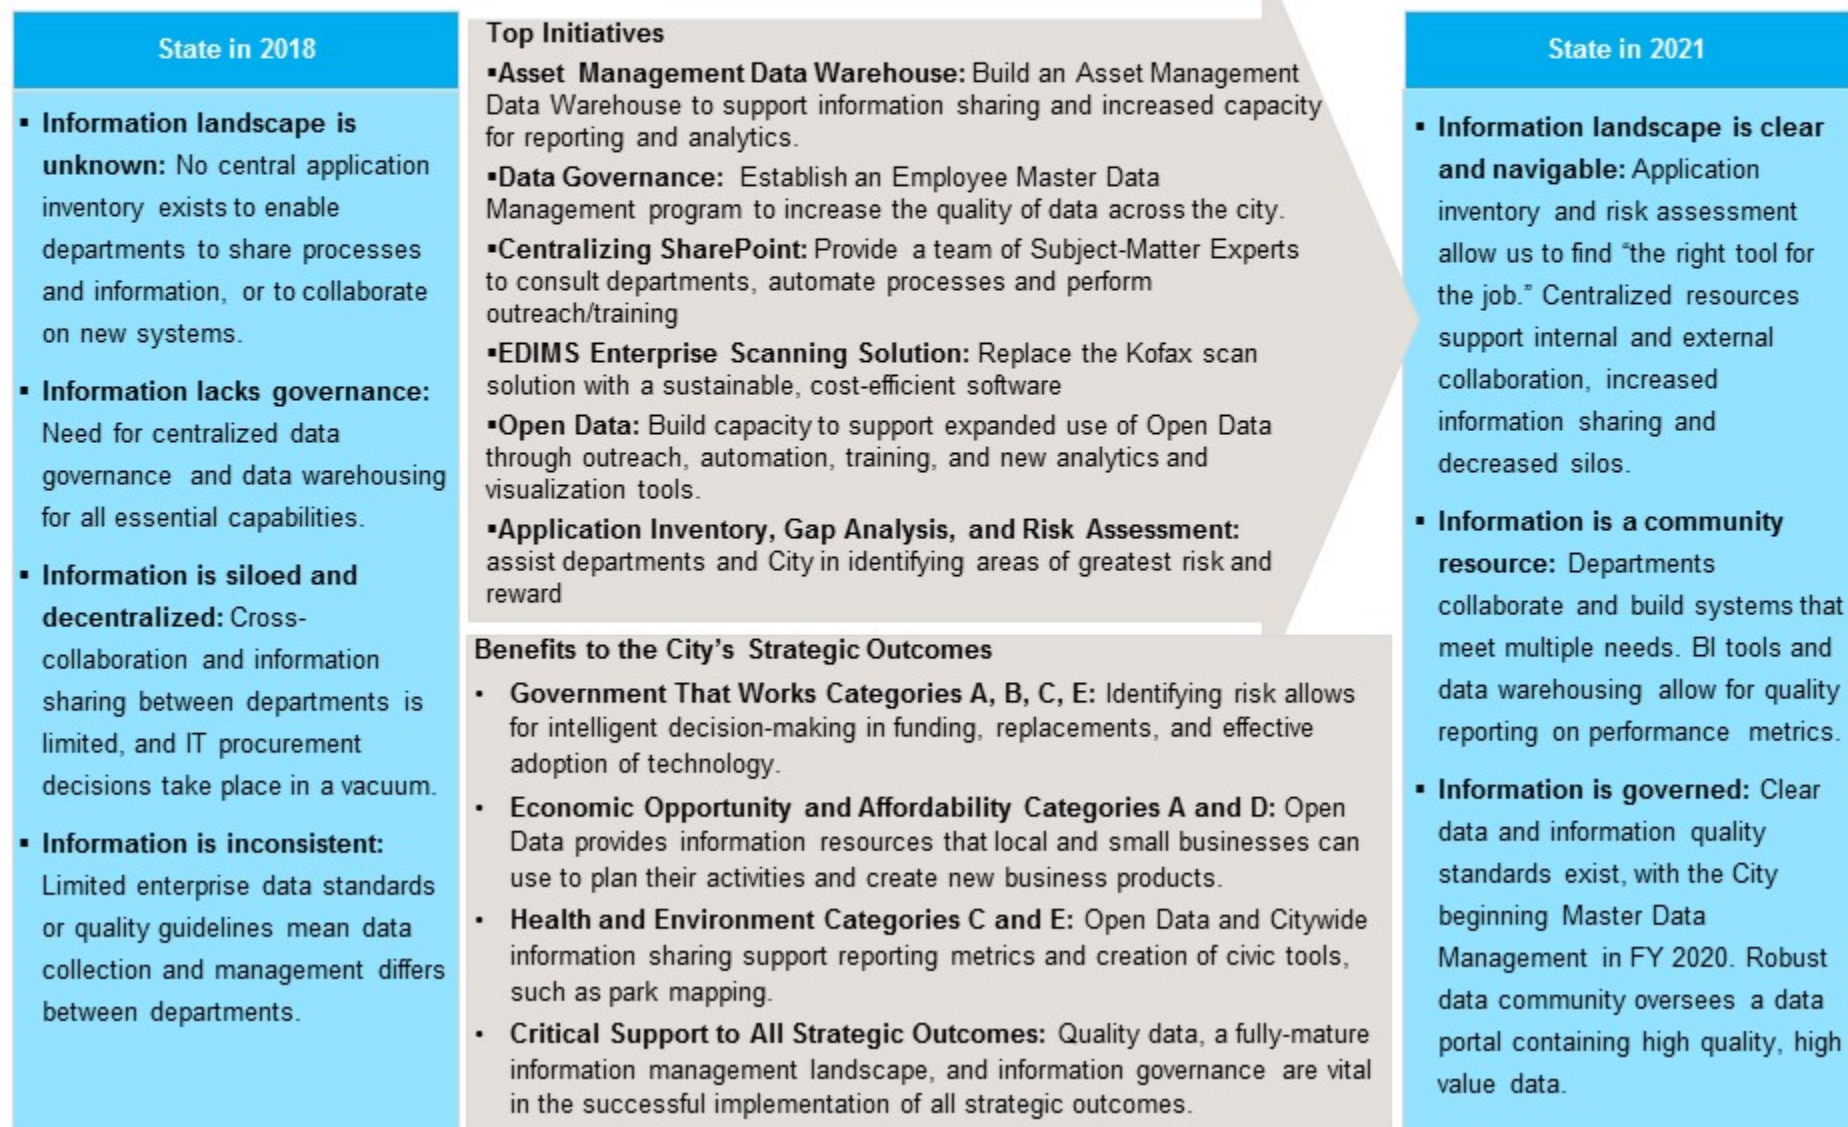 State in 2018
▪ Information landscape is
unknown: No central application
inventory exists to enable
departments to share processes
and information, or to collaborate
on new systems.
▪ Information lacks governance:
Need for centralized data
governance and data warehousing
for all essential capabilities.
▪ Information is siloed and
decentralized: Cross-
collaboration and information
sharing between departments is
limited, and IT procurement
decisions take place in a vacuum.
▪ Information is inconsistent:
Limited enterprise data standards
or quality guidelines mean data
collection and management differs
between departments.
Top Initiatives
▪Asset Management Data Warehouse: Build an Asset Management
Data Warehouse to support information sharing and increased capacity
for reporting and analytics.
▪Data Governance: Establish an Employee Master Data
Management program to increase the quality of data across the city.
▪Centralizing SharePoint: Provide a team of Subject-Matter Experts
to consult departments, automate processes and perform
outreach/training
▪EDIMS Enterprise Scanning Solution: Replace the Kofax scan
solution with a sustainable, cost-efficient software
▪Open Data: Build capacity to support expanded use of Open Data
through outreach, automation, training, and new analytics and
visualization tools.
▪Application Inventory, Gap Analysis, and Risk Assessment:
assist departments and City in identifying areas of greatest risk and
reward
Benefits to the City's Strategic Outcomes
• Government That Works Categories A, B, C, E: Identifying risk allows
for intelligent decision-making in funding, replacements, and effective
adoption of technology.
• Economic Opportunity and Affordability Categories A and D: Open
Data provides information resources that local and small businesses can
use to plan their activities and create new business products.
• Health and Environment Categories C and E: Open Data and Citywide
information sharing support reporting metrics and creation of civic tools,
such as park mapping.
• Critical Support to All Strategic Outcomes: Quality data, a fully-mature
information management landscape, and information governance are vital
in the successful implementation of all strategic outcomes.
State in 2021
▪ Information landscape is clear
and navigable: Application
inventory and risk assessment
allow us to find “the right tool for
the job.” Centralized resources
support internal and external
collaboration, increased
information sharing and
decreased silos.
▪ Information is a community
resource: Departments
collaborate and build systems that
meet multiple needs. BI tools and
data warehousing allow for quality
reporting on performance metrics.
▪ Information is governed: Clear
data and information quality
standards exist, with the City
beginning Master Data
Management in FY 2020. Robust
data community oversees a data
portal containing high quality, high
value data.